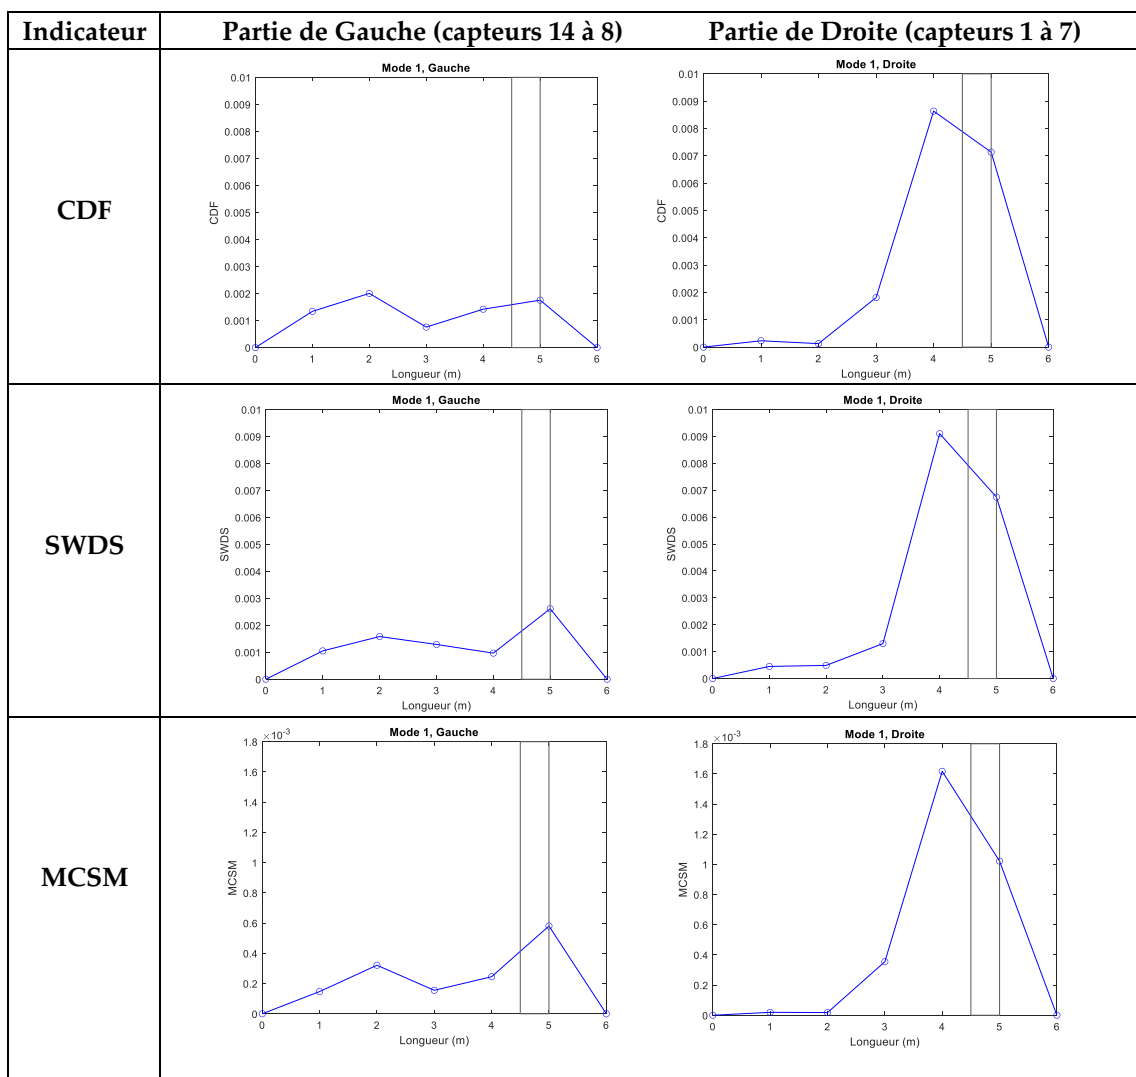 Indicateur Partie de Gauche (capteurs 14 à 8) Partie de Droite (capteurs 1 à 7)
CDF
Mode 1, Gauche
0.01
0.009
0.008
0.007
0.006
0.005
0.004
0.003
0.002
0.001
0
CDF
0 1 2 3 4 5 6
Longueur (m)
Mode 1, Droite
0.01
0.009
0.008
0.007
0.006
0.005
0.004
0.003
0.002
0.001
0
CDF
0 1 2 3 4 5 6
Longueur (m)
SWDS
Mode 1, Gauche
0.01
0.009
0.008
0.007
0.006
0.005
0.004
0.003
0.002
0.001
0
SWDS
0 1 2 3 4 5 6
Longueur (m)
Mode 1, Droite
0.01
0.009
0.008
0.007
0.006
0.005
0.004
0.003
0.002
0.001
0
SWDS
0 1 2 3 4 5 6
Longueur (m)
MCSM
Mode 1, Gauche
×10⁻³
1.8
1.6
1.4
1.2
1
0.8
0.6
0.4
0.2
0
MCSM
0 1 2 3 4 5 6
Longueur (m)
Mode 1, Droite
×10⁻³
1.8
1.6
1.4
1.2
1
0.8
0.6
0.4
0.2
0
MCSM
0 1 2 3 4 5 6
Longueur (m)